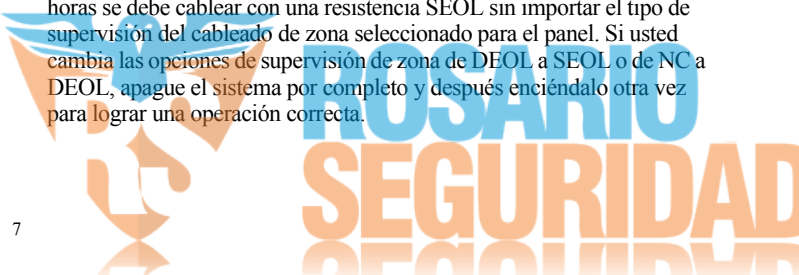 horas se debe cablear con una resistencia SEOL sin importar el tipo de
supervisión del cableado de zona seleccionado para el panel. Si usted
cambia las opciones de supervisión de zona de DEOL a SEOL o de NC a
DEOL, apague el sistema por completo y después enciéndalo otra vez
para lograr una operación correcta.
ROSARIO
SEGURIDAD
7